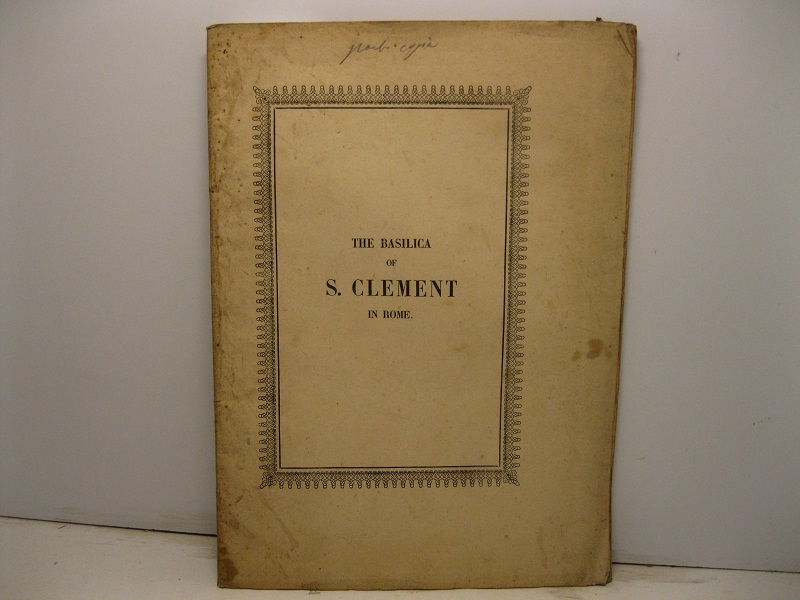 THE BASILICA
OF
S. CLEMENT
IN ROME.